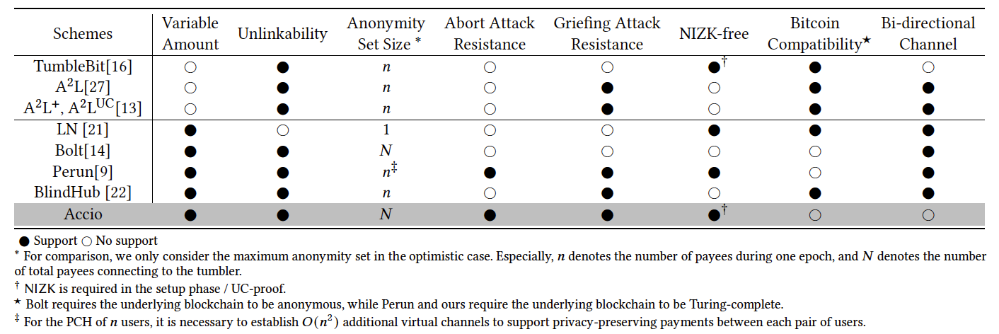 Schemes Variable Amount Unlinkability Anonymity Set Size * Abort Attack Resistance Griefing Attack Resistance NIZK-free Bitcoin Compatibility★ Bi-directional Channel
TumbleBit[16] ○ ● n ○ ○ ●† ● ○
A²L[27] ○ ● n ○ ● ○ ● ●
A²L⁺, A²Lᵁᶜ[13] ○ ● n ○ ● ○ ● ●
LN [21] ● ○ 1 ○ ○ ● ● ●
Bolt[14] ● ● N ○ ○ ○ ○ ●
Perun[9] ● ● n‡ ● ● ● ○ ●
BlindHub [22] ● ● n ○ ● ○ ● ●
Accio ● ● N ● ● ●† ○ ○
● Support ○ No support
* For comparison, we only consider the maximum anonymity set in the optimistic case. Especially, n denotes the number of payees during one epoch, and N denotes the number
of total payees connecting to the tumbler.
† NIZK is required in the setup phase / UC-proof.
★ Bolt requires the underlying blockchain to be anonymous, while Perun and ours require the underlying blockchain to be Turing-complete.
‡ For the PCH of n users, it is necessary to establish O(n²) additional virtual channels to support privacy-preserving payments between each pair of users.